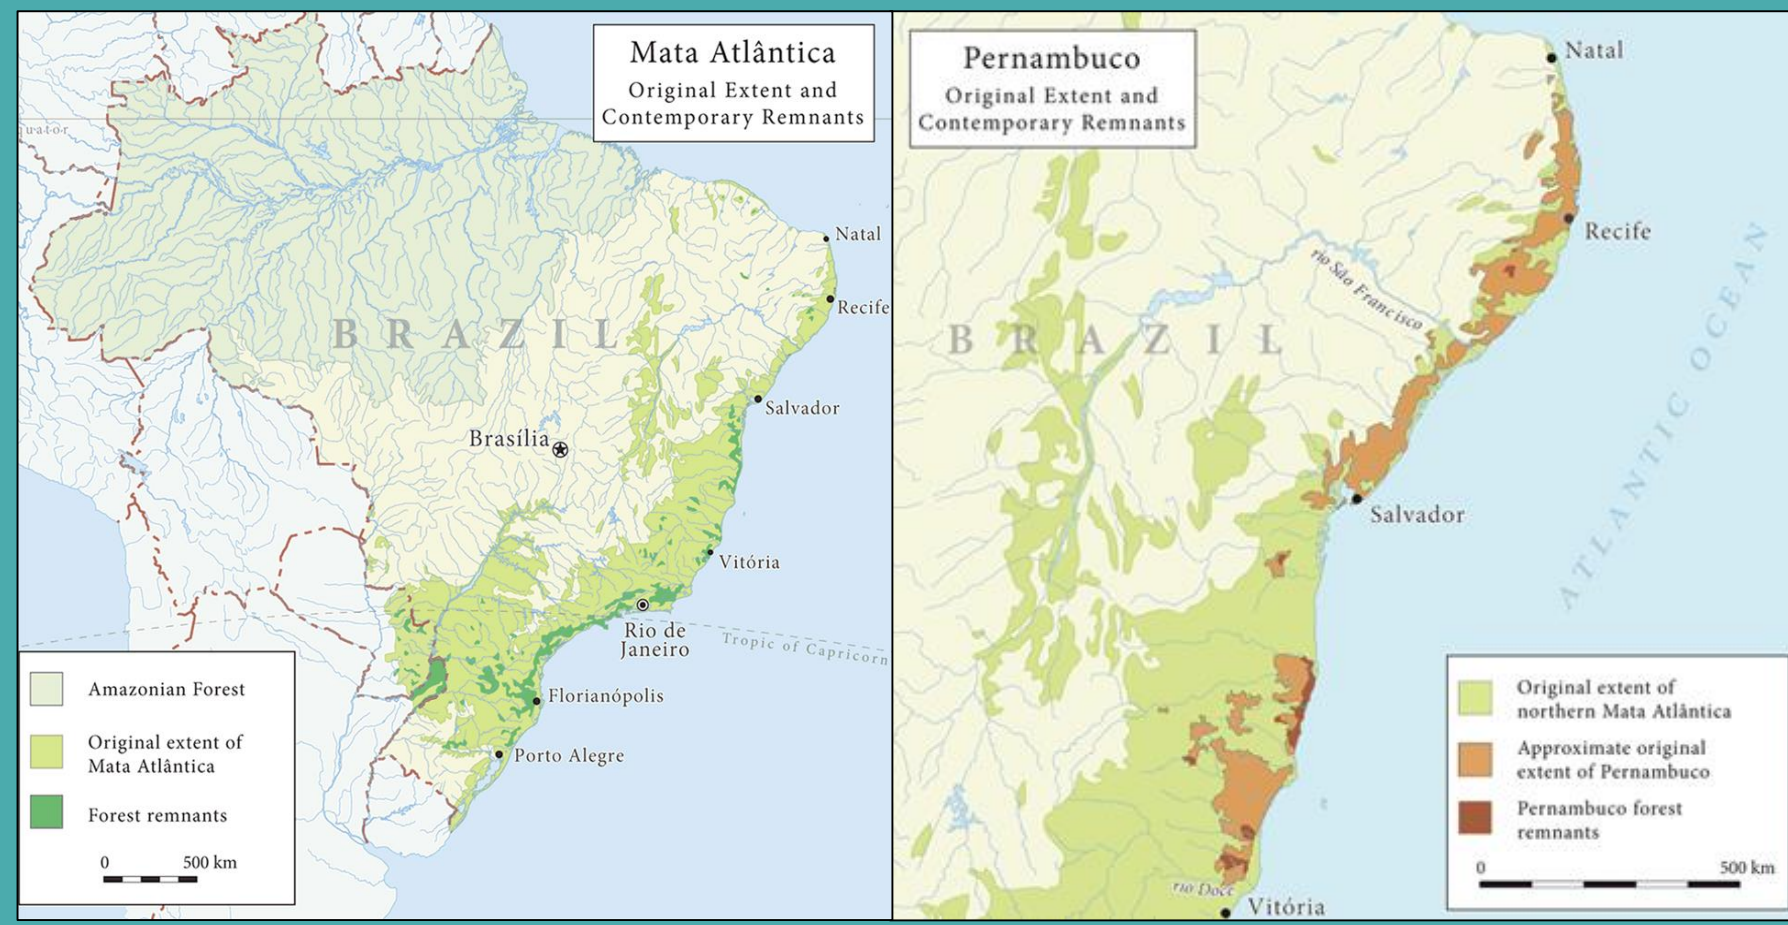 Mata Atlântica
Original Extent and
Contemporary Remnants
uator
BRAZIL
Natal
Recife
Salvador
Brasília
Vitória
Rio de
Janeiro
Tropic of Capricorn
Florianópolis
Porto Alegre
Amazonian Forest
Original extent of
Mata Atlântica
Forest remnants
0 500 km
Pernambuco
Original Extent and
Contemporary Remnants
Natal
Recife
rio São Francisco
BRAZIL
ATLANTIC OCEAN
Salvador
Original extent of
northern Mata Atlântica
Approximate original
extent of Pernambuco
Pernambuco forest
remnants
0 500 km
rio Doce
Vitória